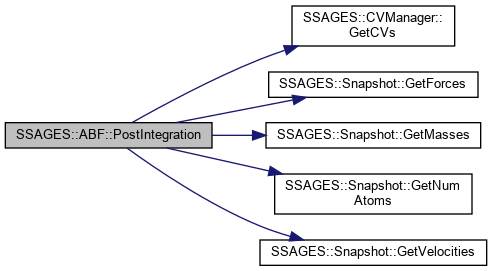 SSAGES::ABF::PostIntegration
SSAGES::CVManager::
GetCVs
SSAGES::Snapshot::GetForces
SSAGES::Snapshot::GetMasses
SSAGES::Snapshot::GetNum
Atoms
SSAGES::Snapshot::GetVelocities